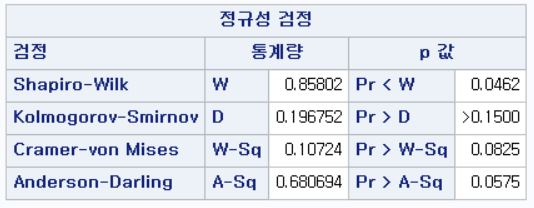 정규성 검정
검정 통계량 p 값
Shapiro-Wilk W 0.85802 Pr < W 0.0462
Kolmogorov-Smirnov D 0.196752 Pr > D >0.1500
Cramer-von Mises W-Sq 0.10724 Pr > W-Sq 0.0825
Anderson-Darling A-Sq 0.680694 Pr > A-Sq 0.0575